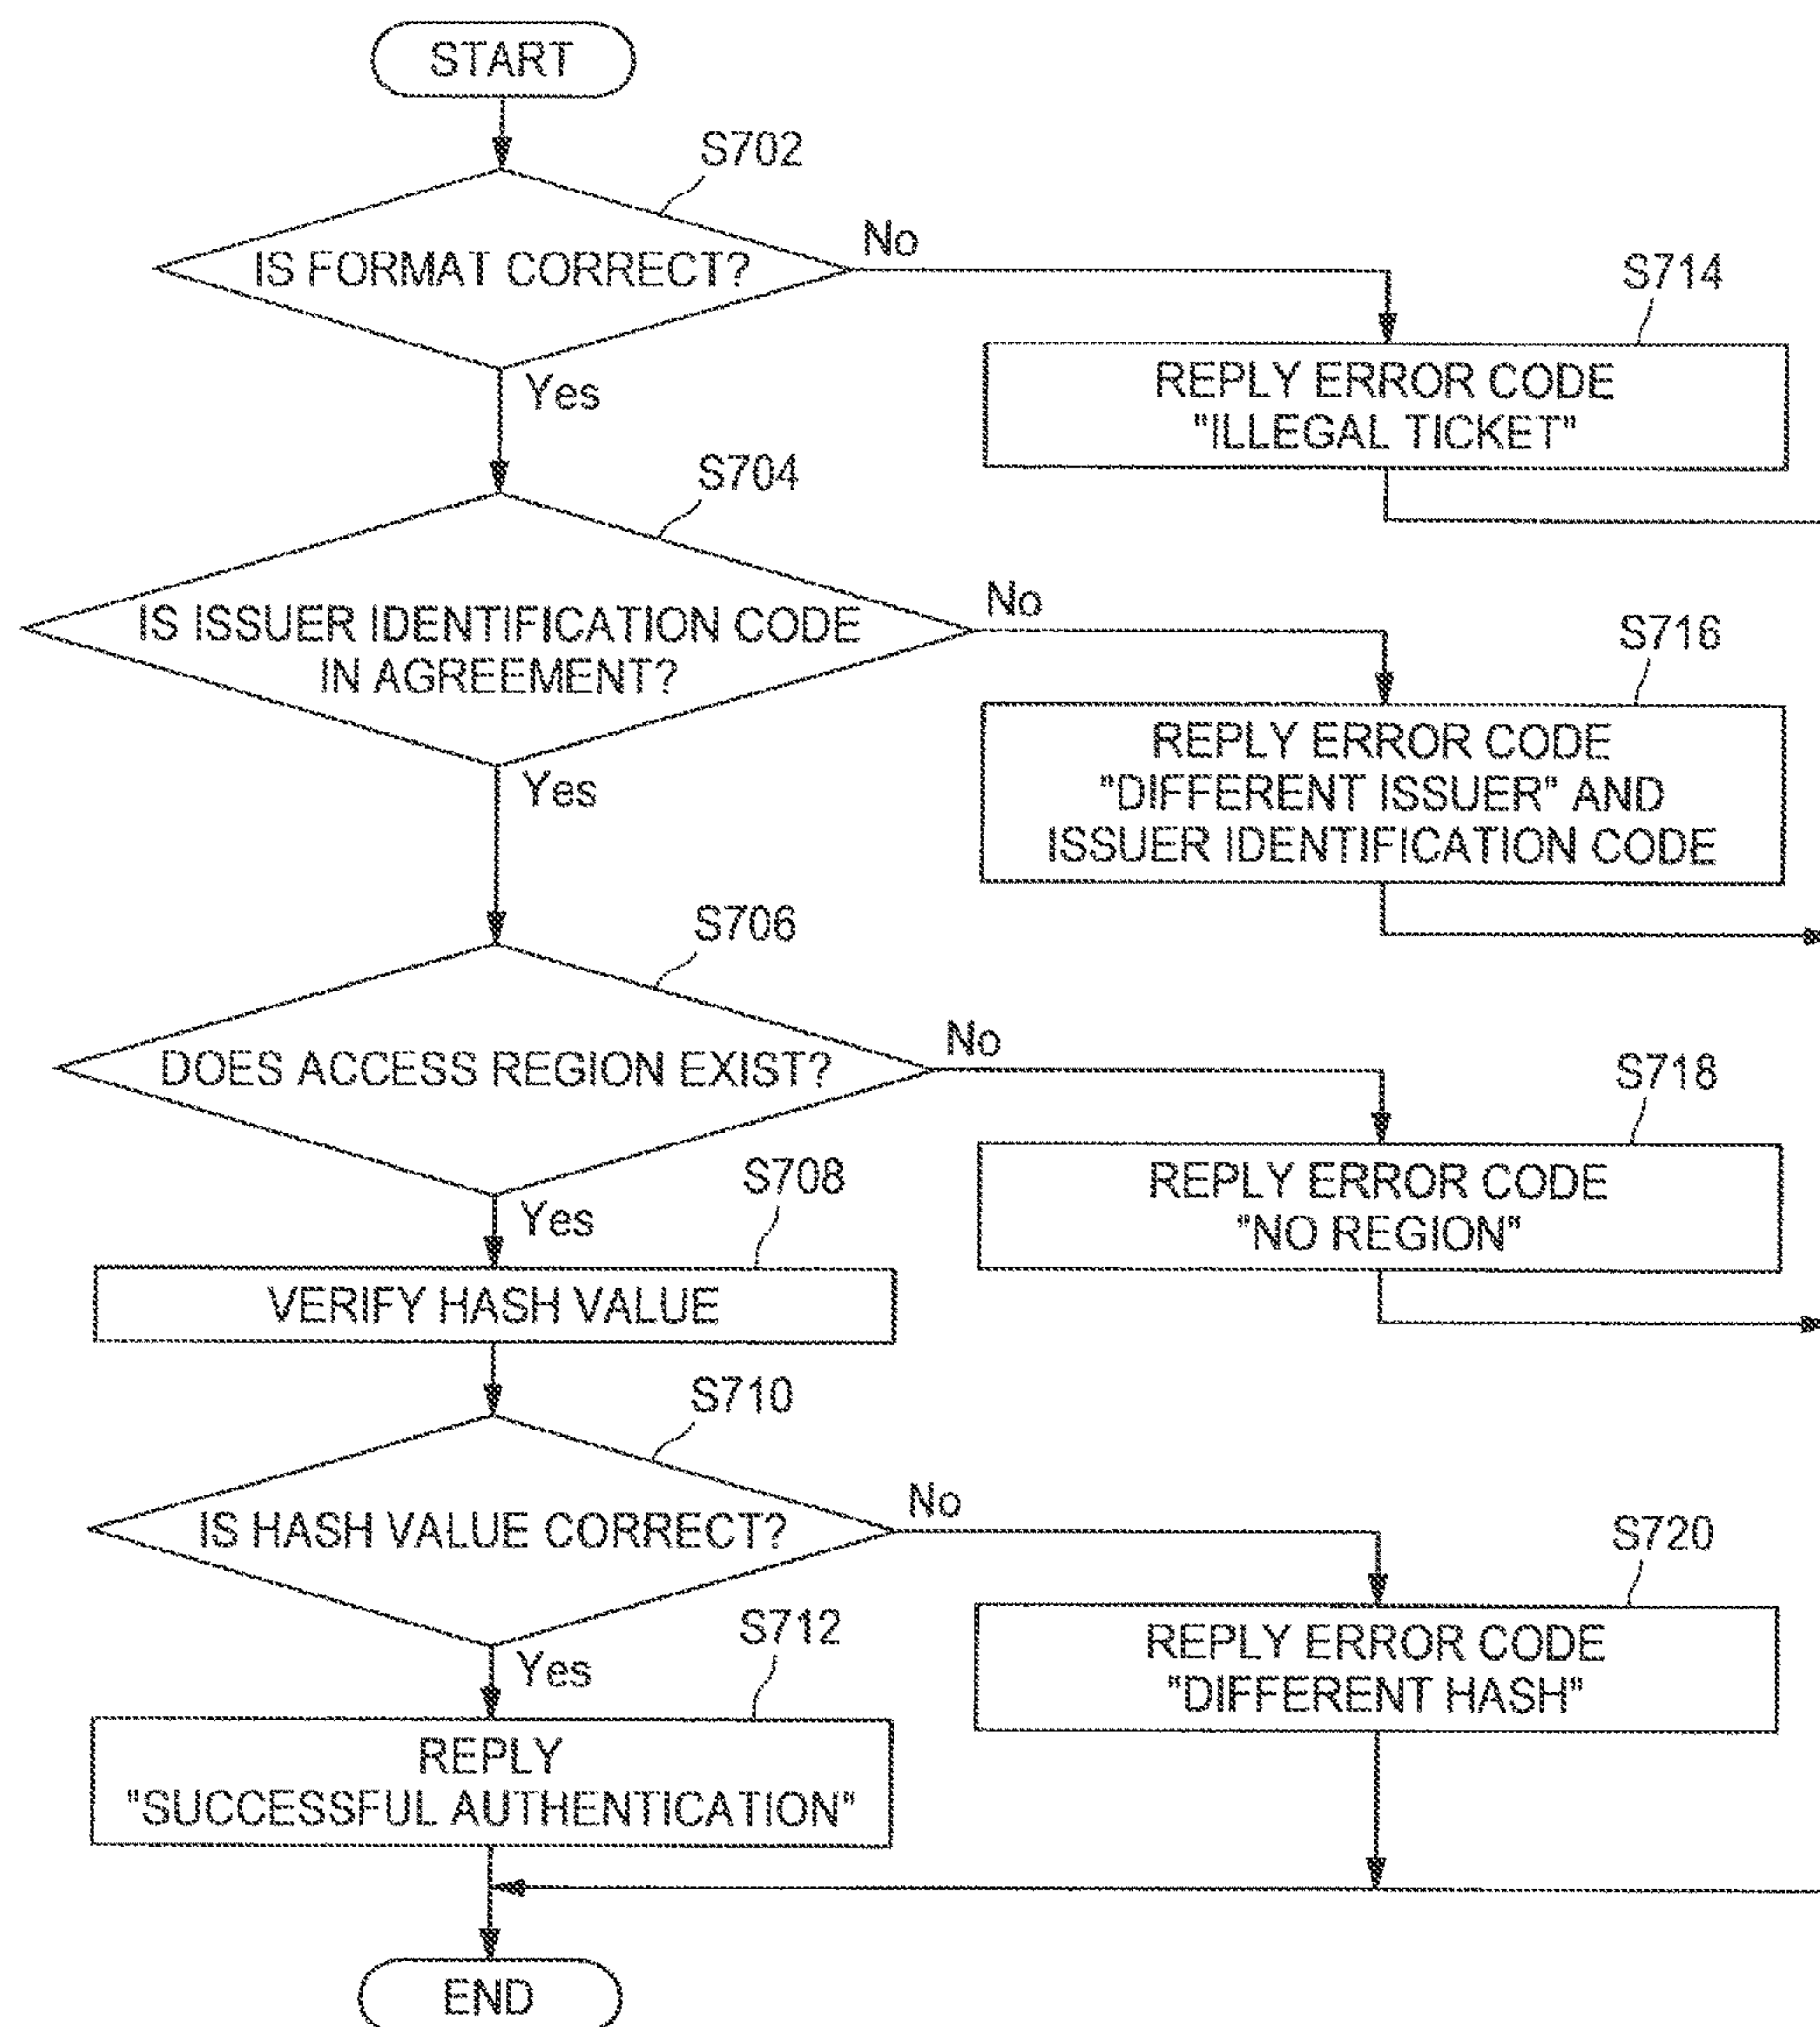 START
S702
IS FORMAT CORRECT?
No
Yes
S714
REPLY ERROR CODE
"ILLEGAL TICKET"
S704
IS ISSUER IDENTIFICATION CODE
IN AGREEMENT?
No
Yes
S716
REPLY ERROR CODE
"DIFFERENT ISSUER" AND
ISSUER IDENTIFICATION CODE
S706
DOES ACCESS REGION EXIST?
No
Yes
S718
REPLY ERROR CODE
"NO REGION"
S708
VERIFY HASH VALUE
S710
IS HASH VALUE CORRECT?
No
Yes
S720
REPLY ERROR CODE
"DIFFERENT HASH"
S712
REPLY
"SUCCESSFUL AUTHENTICATION"
END